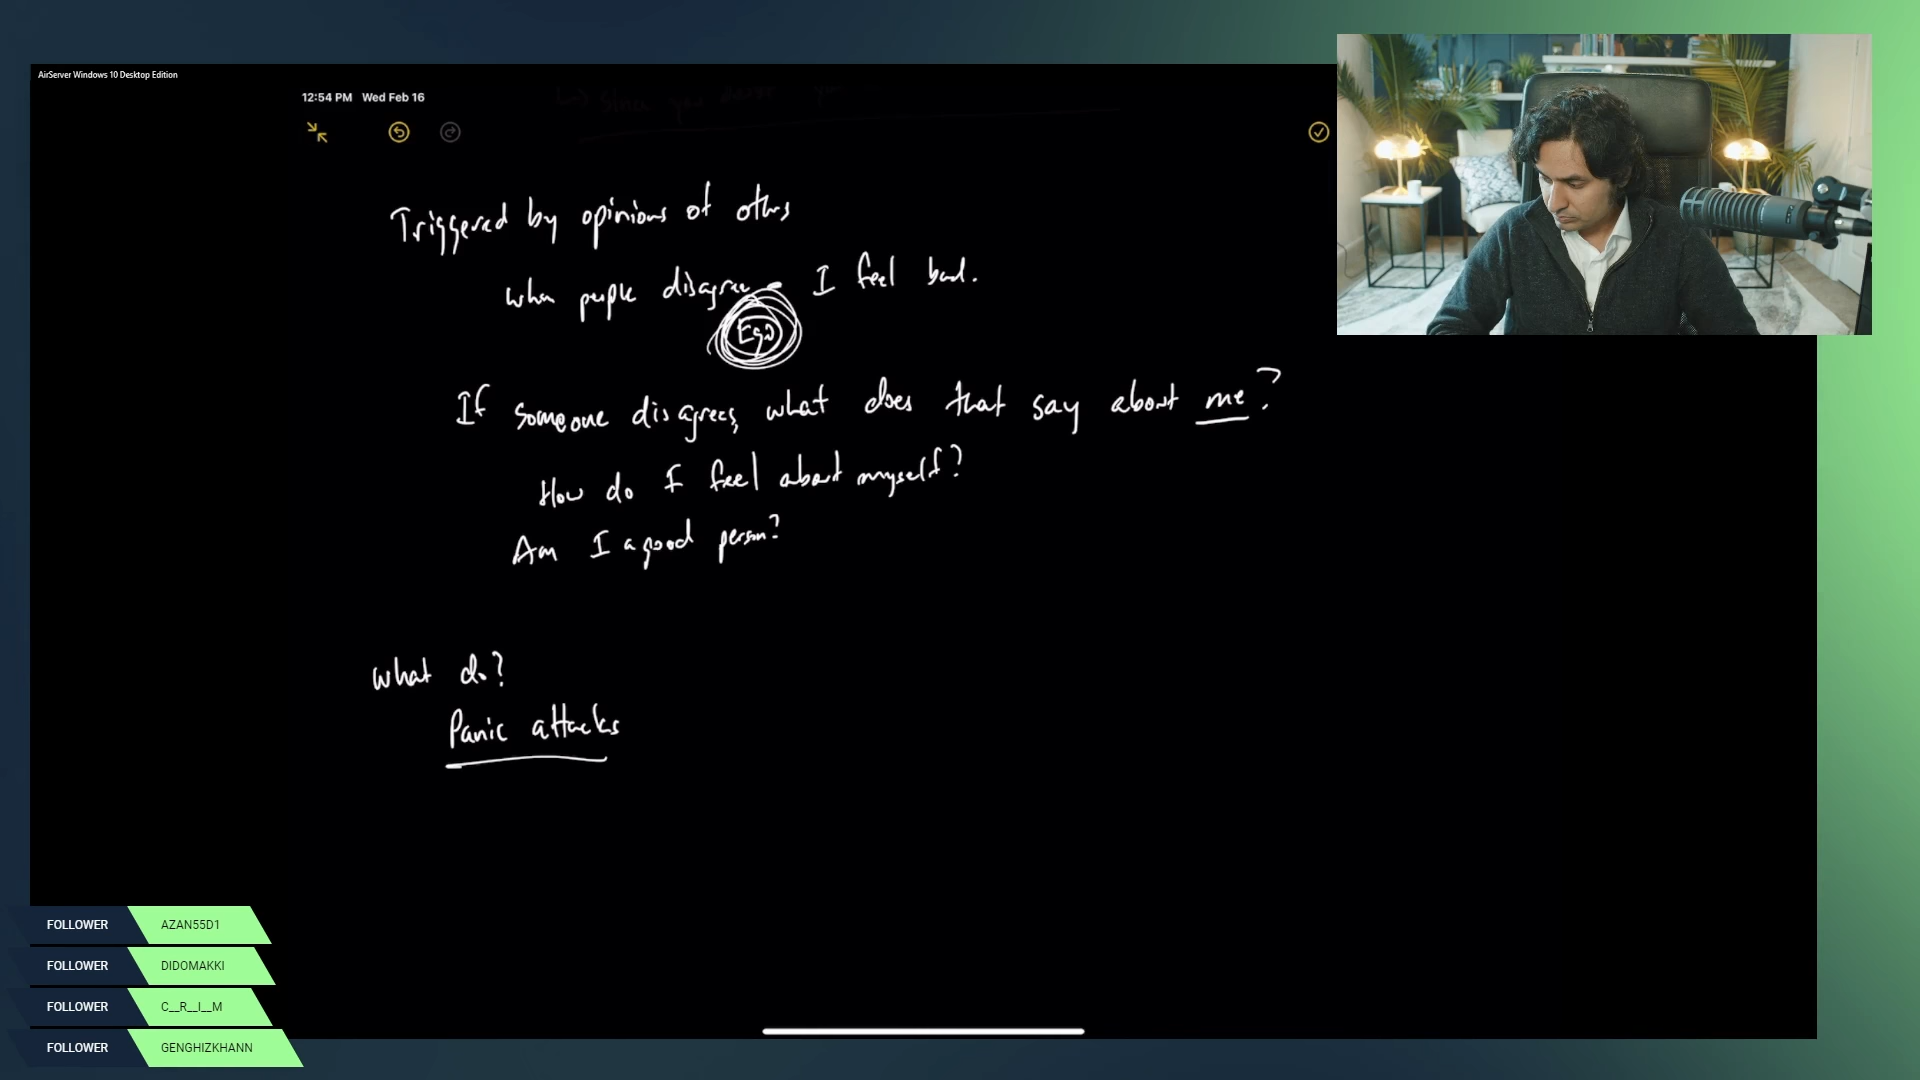 AirServer Windows 10 Desktop Edition
12:54 PM Wed Feb 16
Triggered by opinions of others
when people disagree - I feel bad.
Ego
If someone disagrees, what does that say about me?
How do I feel about myself?
Am I a good person?
What do?
Panic attacks
FOLLOWER AZAN55D1
FOLLOWER DIDOMAKKI
FOLLOWER C__R__I__M
FOLLOWER GENGHIZKHANN